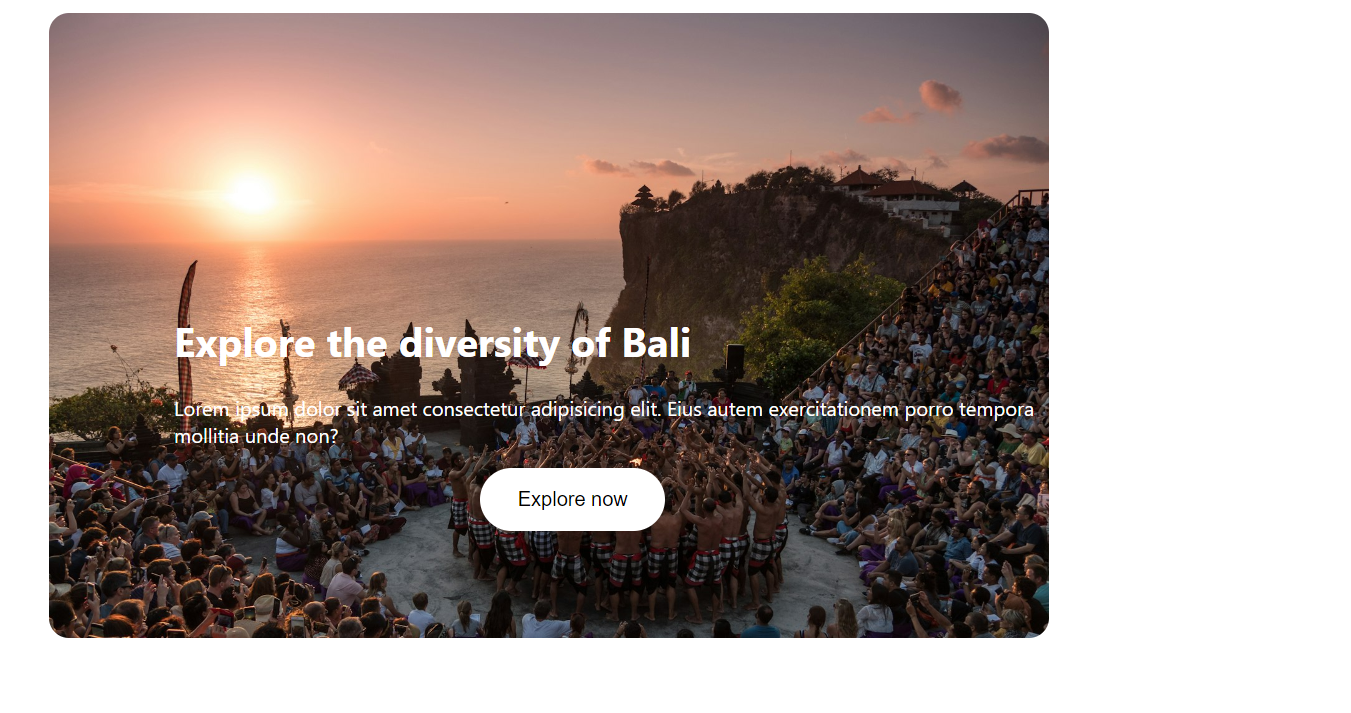 Explore the diversity of Bali
Lorem ipsum dolor sit amet consectetur adipisicing elit. Eius autem exercitationem porro tempora
mollitia unde non?
Explore now